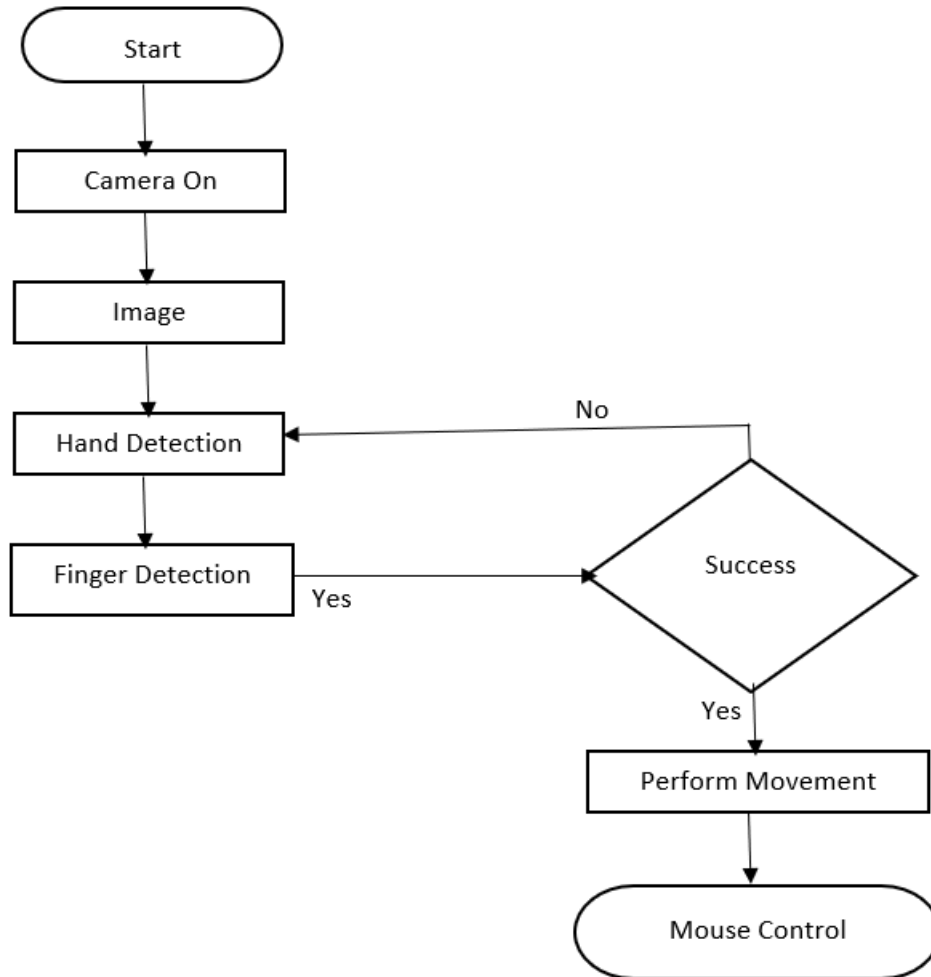 Start
Camera On
Image
Hand Detection
No
Finger Detection
Yes
Success
Yes
Perform Movement
Mouse Control